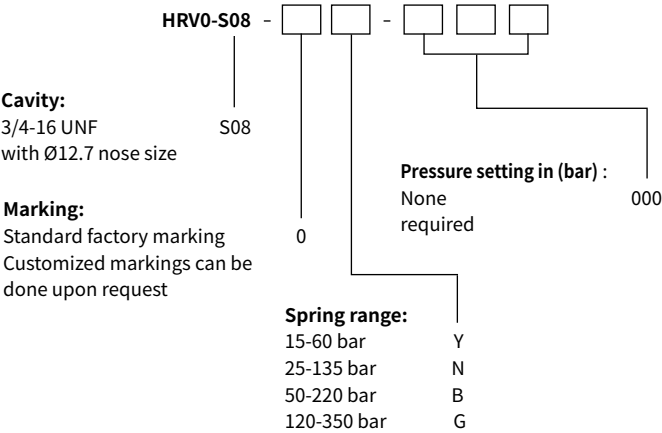 HRV0-S08 - -
Cavity:
3/4-16 UNF S08
with Ø12.7 nose size
Pressure setting in (bar) :
None 000
required
Marking:
Standard factory marking 0
Customized markings can be
done upon request
Spring range:
15-60 bar Y
25-135 bar N
50-220 bar B
120-350 bar G